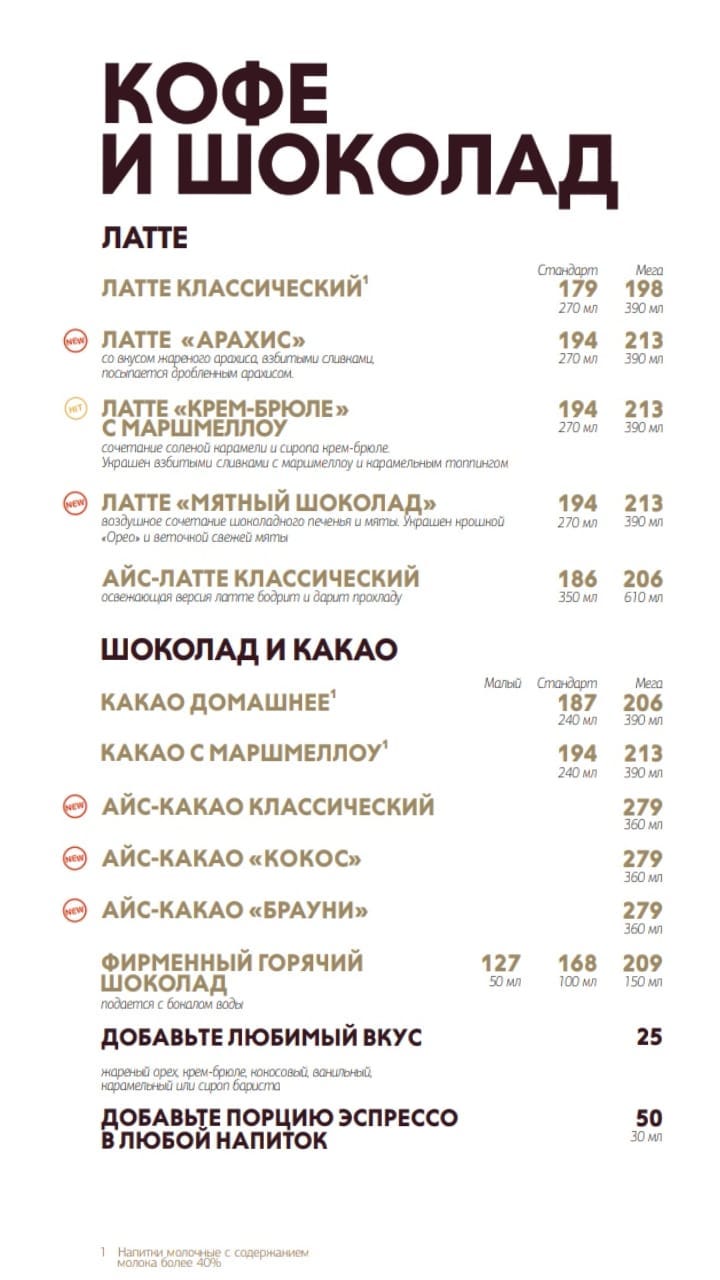 КОФЕ
И ШОКОЛАД
ЛАТТЕ
Стандарт Мега
ЛАТТЕ КЛАССИЧЕСКИЙ¹ 179 198
270 мл 390 мл
NEW ЛАТТЕ «АРАХИС» 194 213
со вкусом жареного арахиса, взбитыми сливками, 270 мл 390 мл
посыпается дробленным арахисом.
HIT ЛАТТЕ «КРЕМ-БРЮЛЕ» 194 213
С МАРШМЕЛЛОУ 270 мл 390 мл
сочетание соленой карамели и сиропа крем-брюле.
Украшен взбитыми сливками с маршмеллоу и карамельным топпингом
NEW ЛАТТЕ «МЯТНЫЙ ШОКОЛАД» 194 213
воздушное сочетание шоколадного печенья и мяты. Украшен крошкой 270 мл 390 мл
«Орео» и веточкой свежей мяты
АЙС-ЛАТТЕ КЛАССИЧЕСКИЙ 186 206
освежающая версия латте бодрит и дарит прохладу 350 мл 610 мл
ШОКОЛАД И КАКАО
Малый Стандарт Мега
КАКАО ДОМАШНЕЕ¹ 187 206
240 мл 390 мл
КАКАО С МАРШМЕЛЛОУ¹ 194 213
240 мл 390 мл
NEW АЙС-КАКАО КЛАССИЧЕСКИЙ 279
360 мл
NEW АЙС-КАКАО «КОКОС» 279
360 мл
NEW АЙС-КАКАО «БРАУНИ» 279
360 мл
ФИРМЕННЫЙ ГОРЯЧИЙ 127 168 209
ШОКОЛАД 50 мл 100 мл 150 мл
подается с бокалом воды
ДОБАВЬТЕ ЛЮБИМЫЙ ВКУС 25
жареный орех, крем-брюле, кокосовый, ванильный,
карамельный или сироп бариста
ДОБАВЬТЕ ПОРЦИЮ ЭСПРЕССО 50
В ЛЮБОЙ НАПИТОК 30 мл
1 Напитки молочные с содержанием
молока более 40%